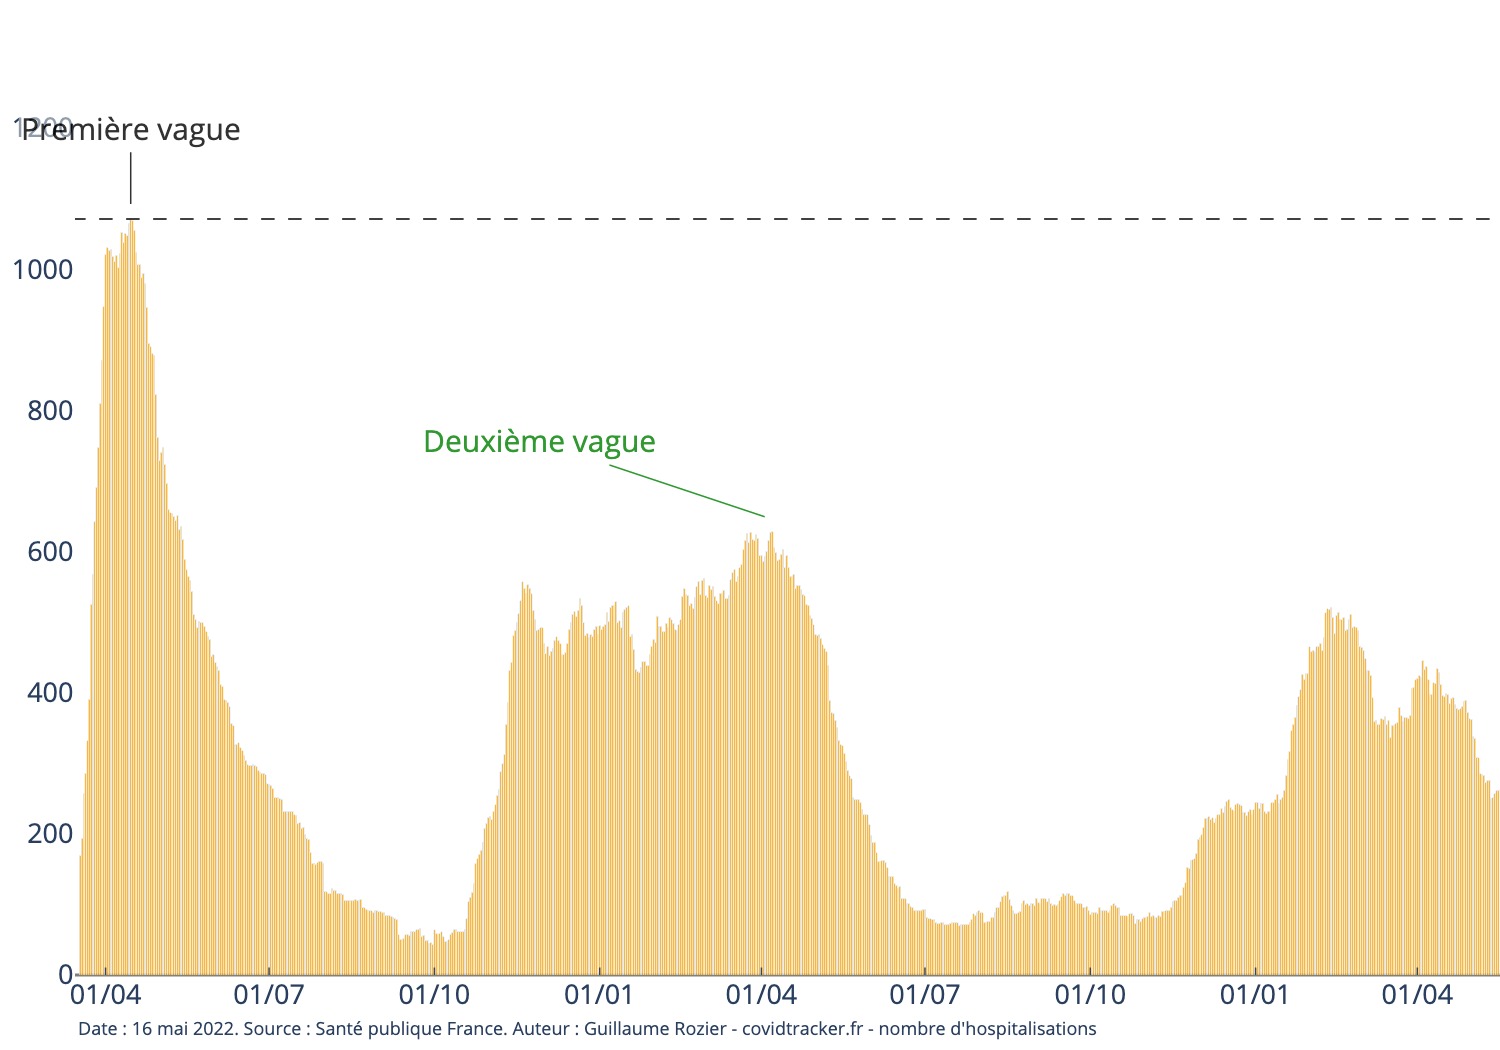 1200
Première vague
1000
800
Deuxième vague
600
400
200
0
01/04 01/07 01/10 01/01 01/04 01/07 01/10 01/01 01/04
Date : 16 mai 2022. Source : Santé publique France. Auteur : Guillaume Rozier - covidtracker.fr - nombre d'hospitalisations